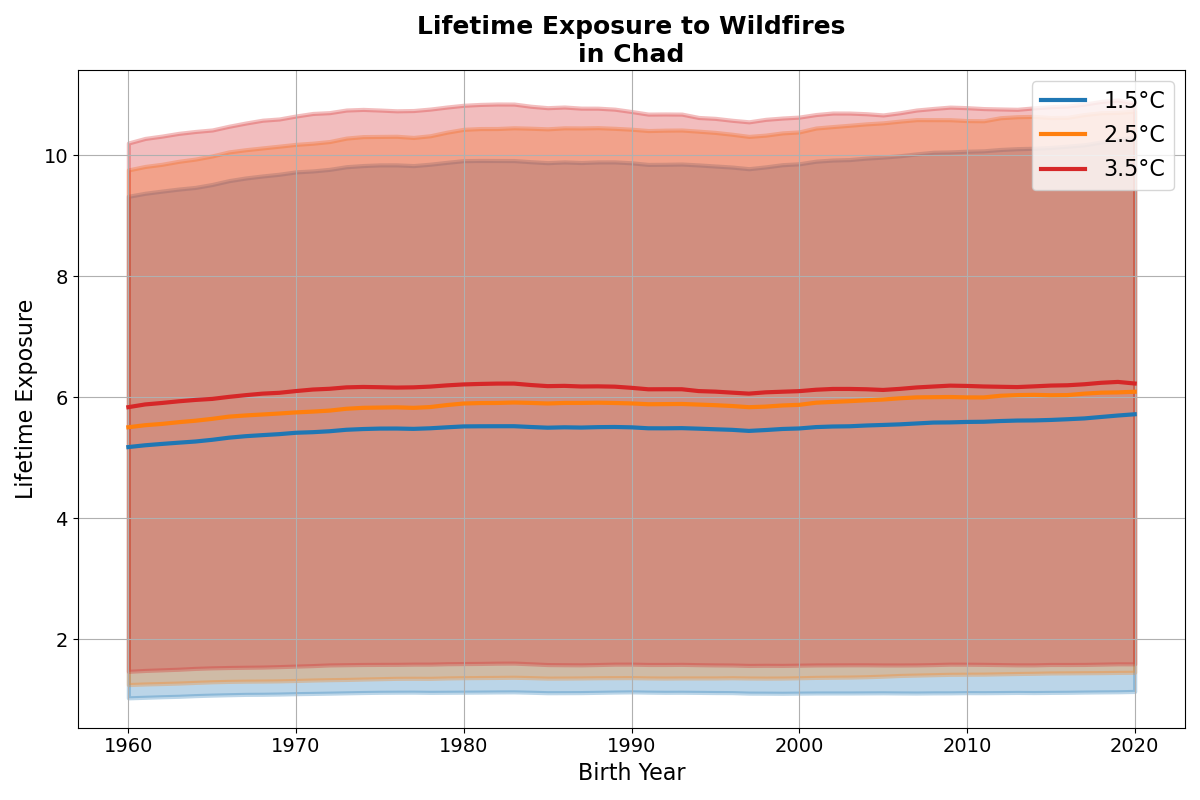 Lifetime Exposure to Wildfires
in Chad
1.5°C
2.5°C
3.5°C
Lifetime Exposure
10
8
6
4
2
1960 1970 1980 1990 2000 2010 2020
Birth Year